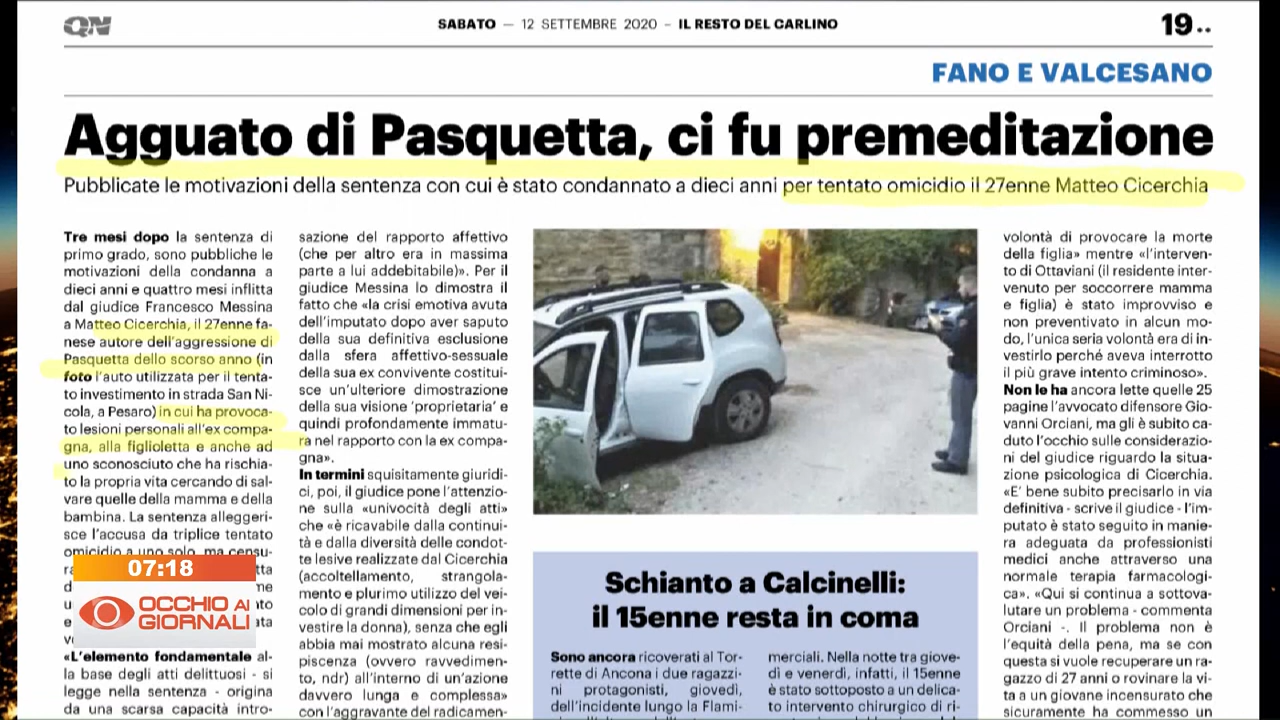 QN
SABATO — 12 SETTEMBRE 2020 – IL RESTO DEL CARLINO
19..
FANO E VALCESANO
Agguato di Pasquetta, ci fu premeditazione
Pubblicate le motivazioni della sentenza con cui è stato condannato a dieci anni per tentato omicidio il 27enne Matteo Cicerchia
Tre mesi dopo la sentenza di
primo grado, sono pubbliche le
motivazioni della condanna a
dieci anni e quattro mesi inflitta
dal giudice Francesco Messina
a Matteo Cicerchia, il 27enne fa-
nese autore dell'aggressione di
Pasquetta dello scorso anno (in
foto l'auto utilizzata per il tenta-
to investimento in strada San Ni-
cola, a Pesaro) in cui ha provoca-
to lesioni personali all'ex compa-
gna, alla figlioletta e anche ad
uno sconosciuto che ha rischia-
to la propria vita cercando di sal-
vare quelle della mamma e della
bambina. La sentenza alleggeri-
sce l'accusa da triplice tentato
omicidio a uno solo, ma censu-
«L'elemento fondamentale al-
la base degli atti delittuosi - si
legge nella sentenza - origina
da una scarsa capacità intro-
sazione del rapporto affettivo
(che per altro era in massima
parte a lui addebitabile)». Per il
giudice Messina lo dimostra il
fatto che «la crisi emotiva avuta
dell'imputato dopo aver saputo
della sua definitiva esclusione
dalla sfera affettivo-sessuale
della sua ex convivente costitui-
sce un'ulteriore dimostrazione
della sua visione 'proprietaria' e
quindi profondamente immatu-
ra nel rapporto con la ex compa-
gna».
In termini squisitamente giuridi-
ci, poi, il giudice pone l'attenzio-
ne sulla «univocità degli atti»
che «è ricavabile dalla continui-
tà e dalla diversità delle condot-
te lesive realizzate dal Cicerchia
(accoltellamento, strangola-
mento e plurimo utilizzo del vei-
colo di grandi dimensioni per in-
vestire la donna), senza che egli
abbia mai mostrato alcuna resi-
piscenza (ovvero ravvedimen-
to, ndr) all'interno di un'azione
davvero lunga e complessa»
con l'aggravante del radicamen-
Schianto a Calcinelli:
il 15enne resta in coma
Sono ancora ricoverati al Tor-
rette di Ancona i due ragazzi-
ni protagonisti, giovedì,
dell'incidente lungo la Flami-
merciali. Nella notte tra giove-
dì e venerdì, infatti, il 15enne
è stato sottoposto a un delica-
to intervento chirurgico di ri-
volontà di provocare la morte
della figlia» mentre «l'interven-
to di Ottaviani (il residente inter-
venuto per soccorrere mamma
e figlia) è stato improvviso e
non preventivato in alcun mo-
do, l'unica seria volontà era di in-
vestirlo perché aveva interrotto
il più grave intento criminoso».
Non le ha ancora lette quelle 25
pagine l'avvocato difensore Gio-
vanni Orciani, ma gli è subito ca-
duto l'occhio sulle considerazio-
ni del giudice riguardo la situa-
zione psicologica di Cicerchia.
«E' bene subito precisarlo in via
definitiva - scrive il giudice - l'im-
putato è stato seguito in manie-
ra adeguata da professionisti
medici anche attraverso una
normale terapia farmacologi-
ca». «Qui si continua a sottova-
lutare un problema - commenta
Orciani -. Il problema non è
l'equità della pena, ma se con
questa si vuole recuperare un ra-
gazzo di 27 anni o rovinare la vi-
ta a un giovane incensurato che
sicuramente ha commesso un
07:18
OCCHIO AI
GIORNALI